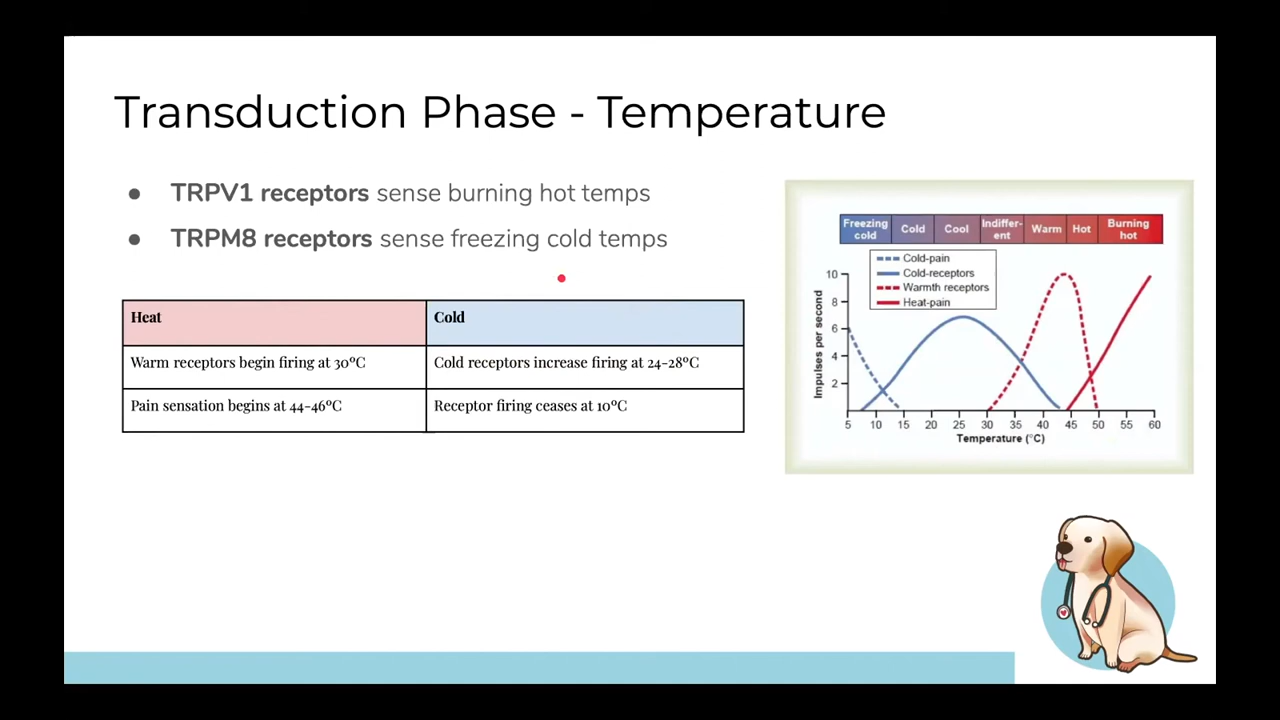 Transduction Phase - Temperature
● TRPV1 receptors sense burning hot temps
● TRPM8 receptors sense freezing cold temps
Heat Cold
Warm receptors begin firing at 30ºC Cold receptors increase firing at 24-28ºC
Pain sensation begins at 44-46ºC Receptor firing ceases at 10ºC
Freezing cold Cold Cool Indiffer-ent Warm Hot Burning hot
Cold-pain
Cold-receptors
Warmth receptors
Heat-pain
Impulses per second
10
8
6
4
2
5 10 15 20 25 30 35 40 45 50 55 60
Temperature (°C)